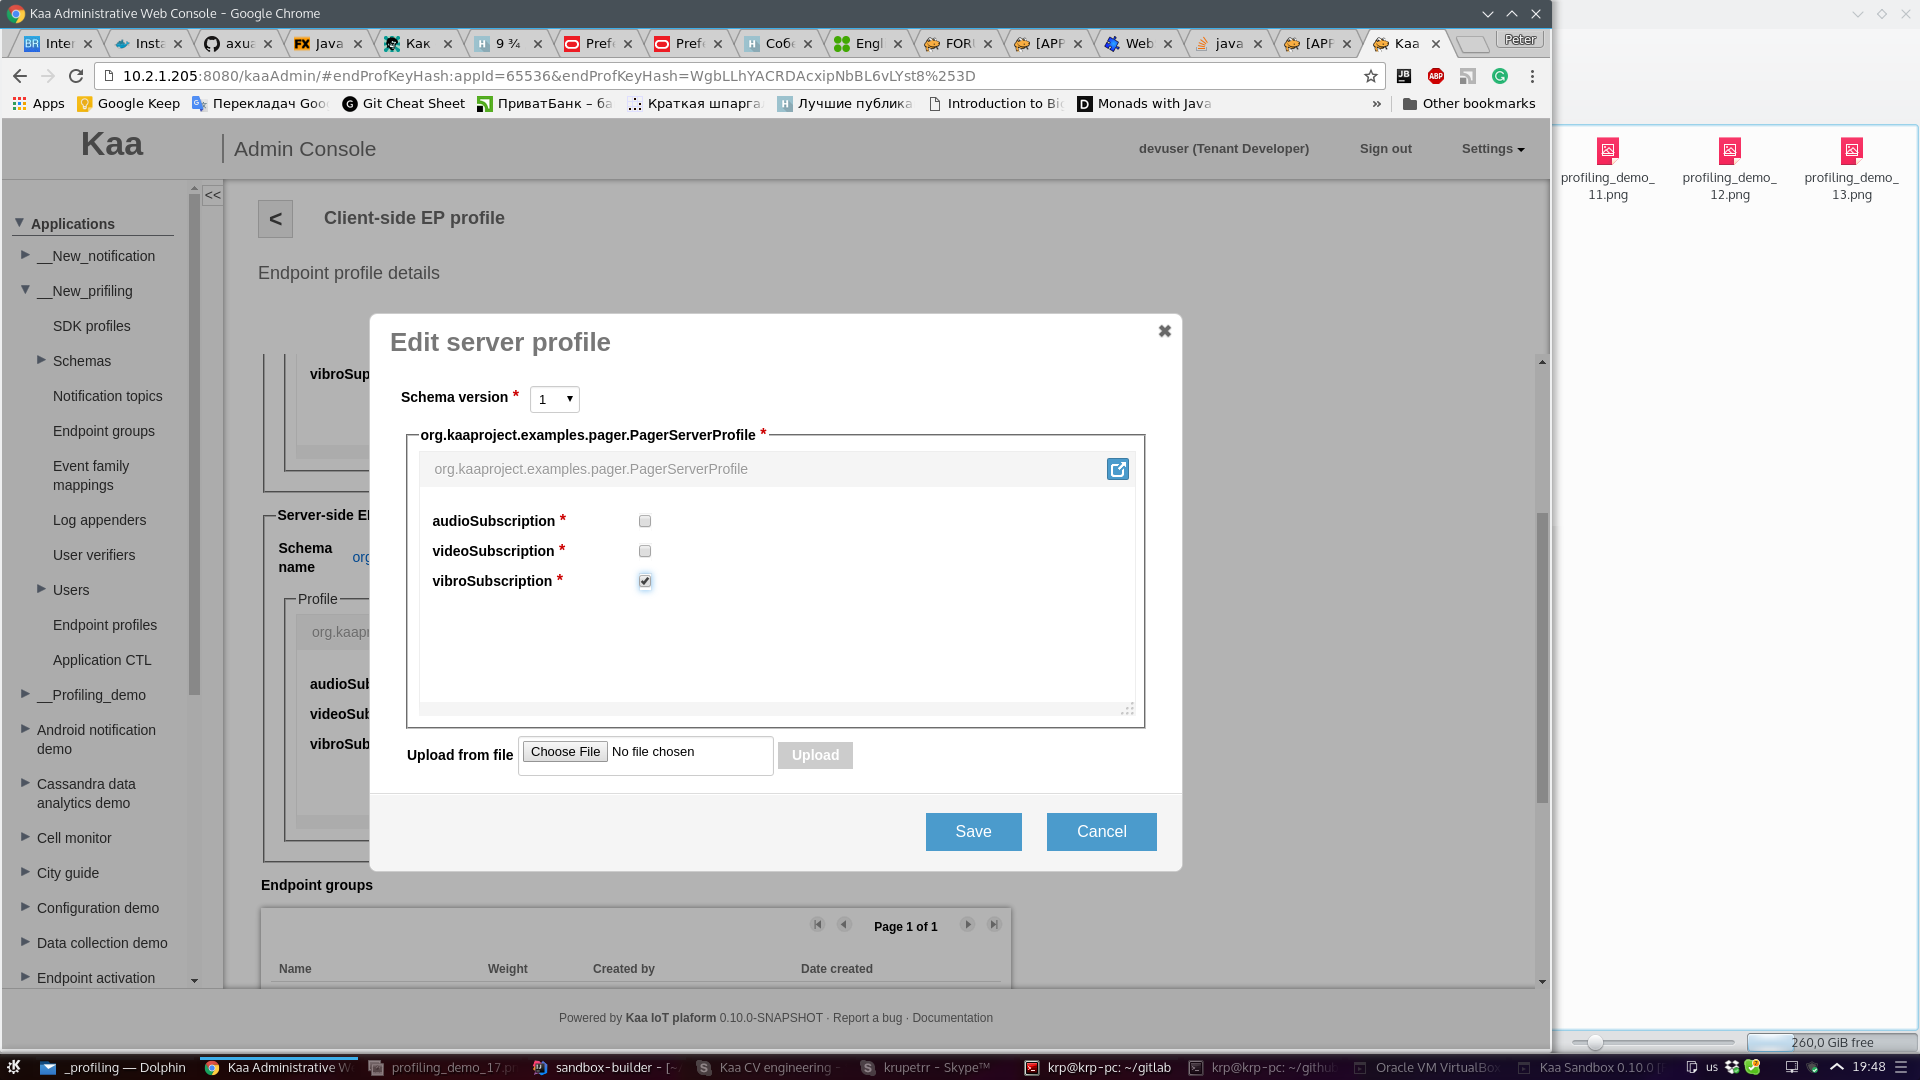 Kaa Administrative Web Console - Google Chrome
Inter
Insta
axua
Java
Как
9 ¾
Prefe
Prefe
Собе
Engl
FORU
[APP
Web
java
[APP
Kaa
Peter
10.2.1.205:8080/kaaAdmin/#endProfKeyHash:appId=65536&endProfKeyHash=WgbLLhYACRDAcxipNbBL6vLYst8%253D
Apps
Google Keep
Перекладач Goo
Git Cheat Sheet
ПриватБанк – ба
Краткая шпарга
Лучшие публика
Introduction to Bi
Monads with Java
»
Other bookmarks
Kaa
Admin Console
devuser (Tenant Developer)
Sign out
Settings
<<
Applications
__New_notification
__New_prifiling
SDK profiles
Schemas
Notification topics
Endpoint groups
Event family
mappings
Log appenders
User verifiers
Users
Endpoint profiles
Application CTL
__Profiling_demo
Android notification
demo
Cassandra data
analytics demo
Cell monitor
City guide
Configuration demo
Data collection demo
Endpoint activation
<
Client-side EP profile
Endpoint profile details
vibroSup
Server-side E
Schema
name
org
Profile
org.kaapr
audioSub
videoSub
vibroSub
Edit server profile
Schema version *
1
org.kaaproject.examples.pager.PagerServerProfile *
org.kaaproject.examples.pager.PagerServerProfile
audioSubscription *
videoSubscription *
vibroSubscription *
Upload from file
Choose File
No file chosen
Upload
Save
Cancel
Endpoint groups
Page 1 of 1
Name
Weight
Created by
Date created
Powered by Kaa IoT plaform 0.10.0-SNAPSHOT · Report a bug · Documentation
profiling_demo_
11.png
profiling_demo_
12.png
profiling_demo_
13.png
260,0 GiB free
_profiling — Dolphin
Kaa Administrative W
profiling_demo_17.p
sandbox-builder - [~
Kaa CV engineering -
krupetrr - Skype™
krp@krp-pc: ~/gitlab
krp@krp-pc: ~/github
Oracle VM VirtualBox
Kaa Sandbox 0.10.0 [
us
19:48